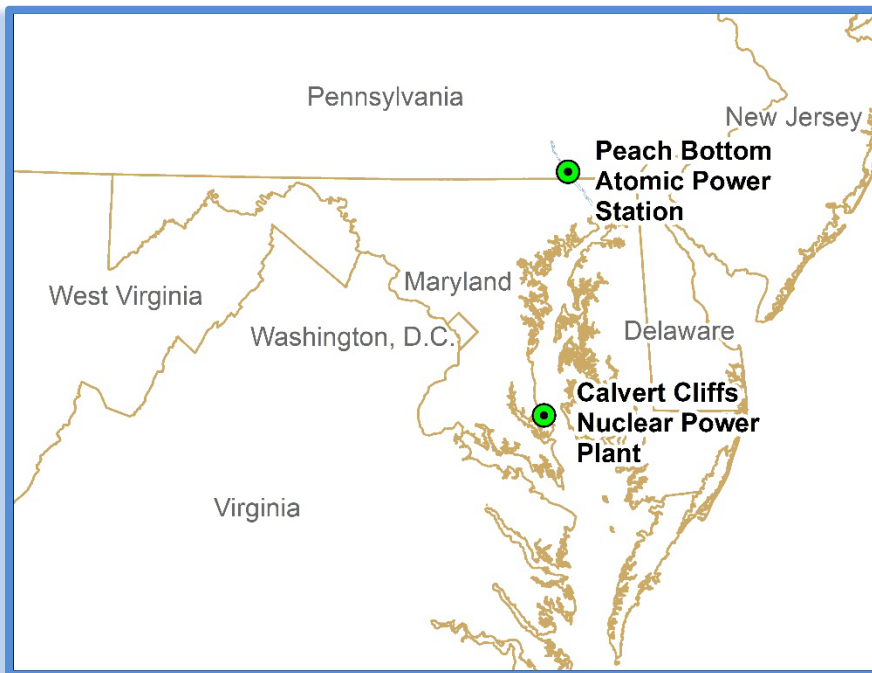 Pennsylvania
New Jersey
Peach Bottom
Atomic Power
Station
Maryland
West Virginia
Washington, D.C.
Delaware
Calvert Cliffs
Nuclear Power
Plant
Virginia